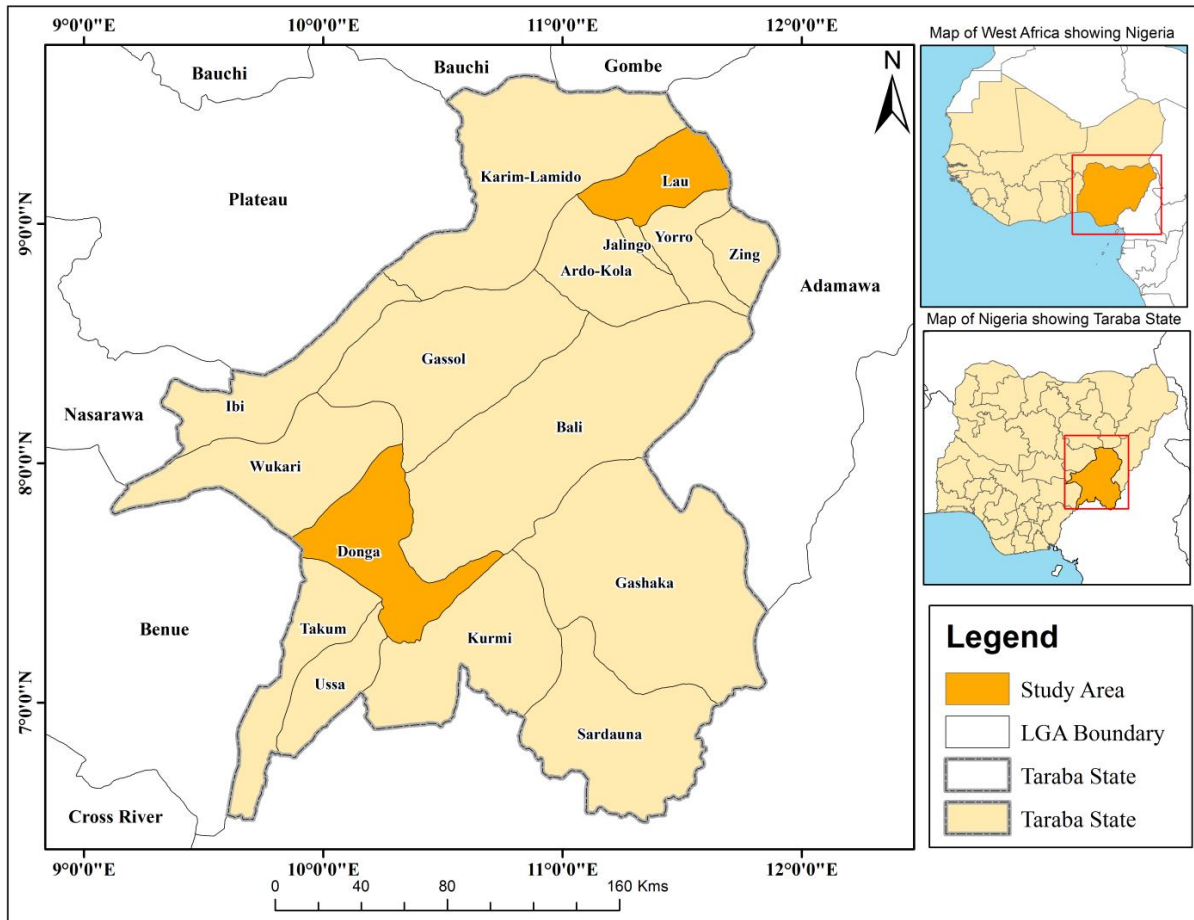 9°0'0"E 10°0'0"E 11°0'0"E 12°0'0"E
Map of West Africa showing Nigeria
Bauchi
Bauchi
Gombe
N
Karim-Lamido
Lau
Plateau
9°0'0"N
Jalingo
Yorro
Zing
Ardo-Kola
Adamawa
Map of Nigeria showing Taraba State
Gassol
Ibi
Nasarawa
Bali
Wukari
8°0'0"N
Donga
Gashaka
Benue
Takum
Kurmi
Ussa
7°0'0"N
Sardauna
Cross River
9°0'0"E 10°0'0"E 11°0'0"E 12°0'0"E
0 40 80 160 Kms
Legend
Study Area
LGA Boundary
Taraba State
Taraba State